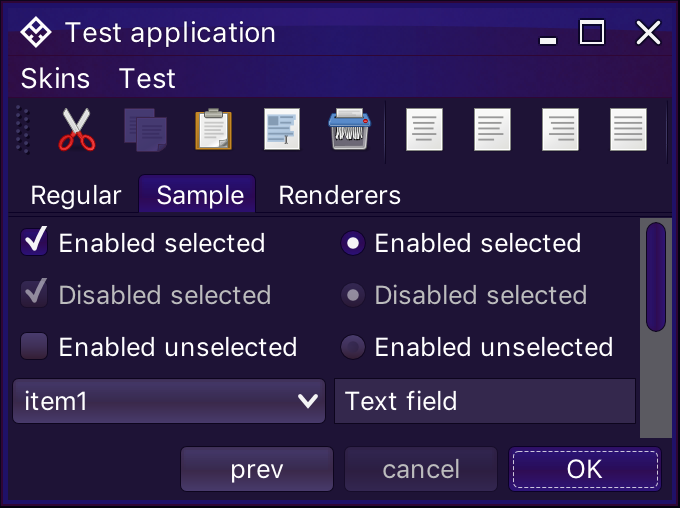 Test application
Skins Test
Regular Sample Renderers
Enabled selected Enabled selected
Disabled selected Disabled selected
Enabled unselected Enabled unselected
item1 Text field
prev cancel OK